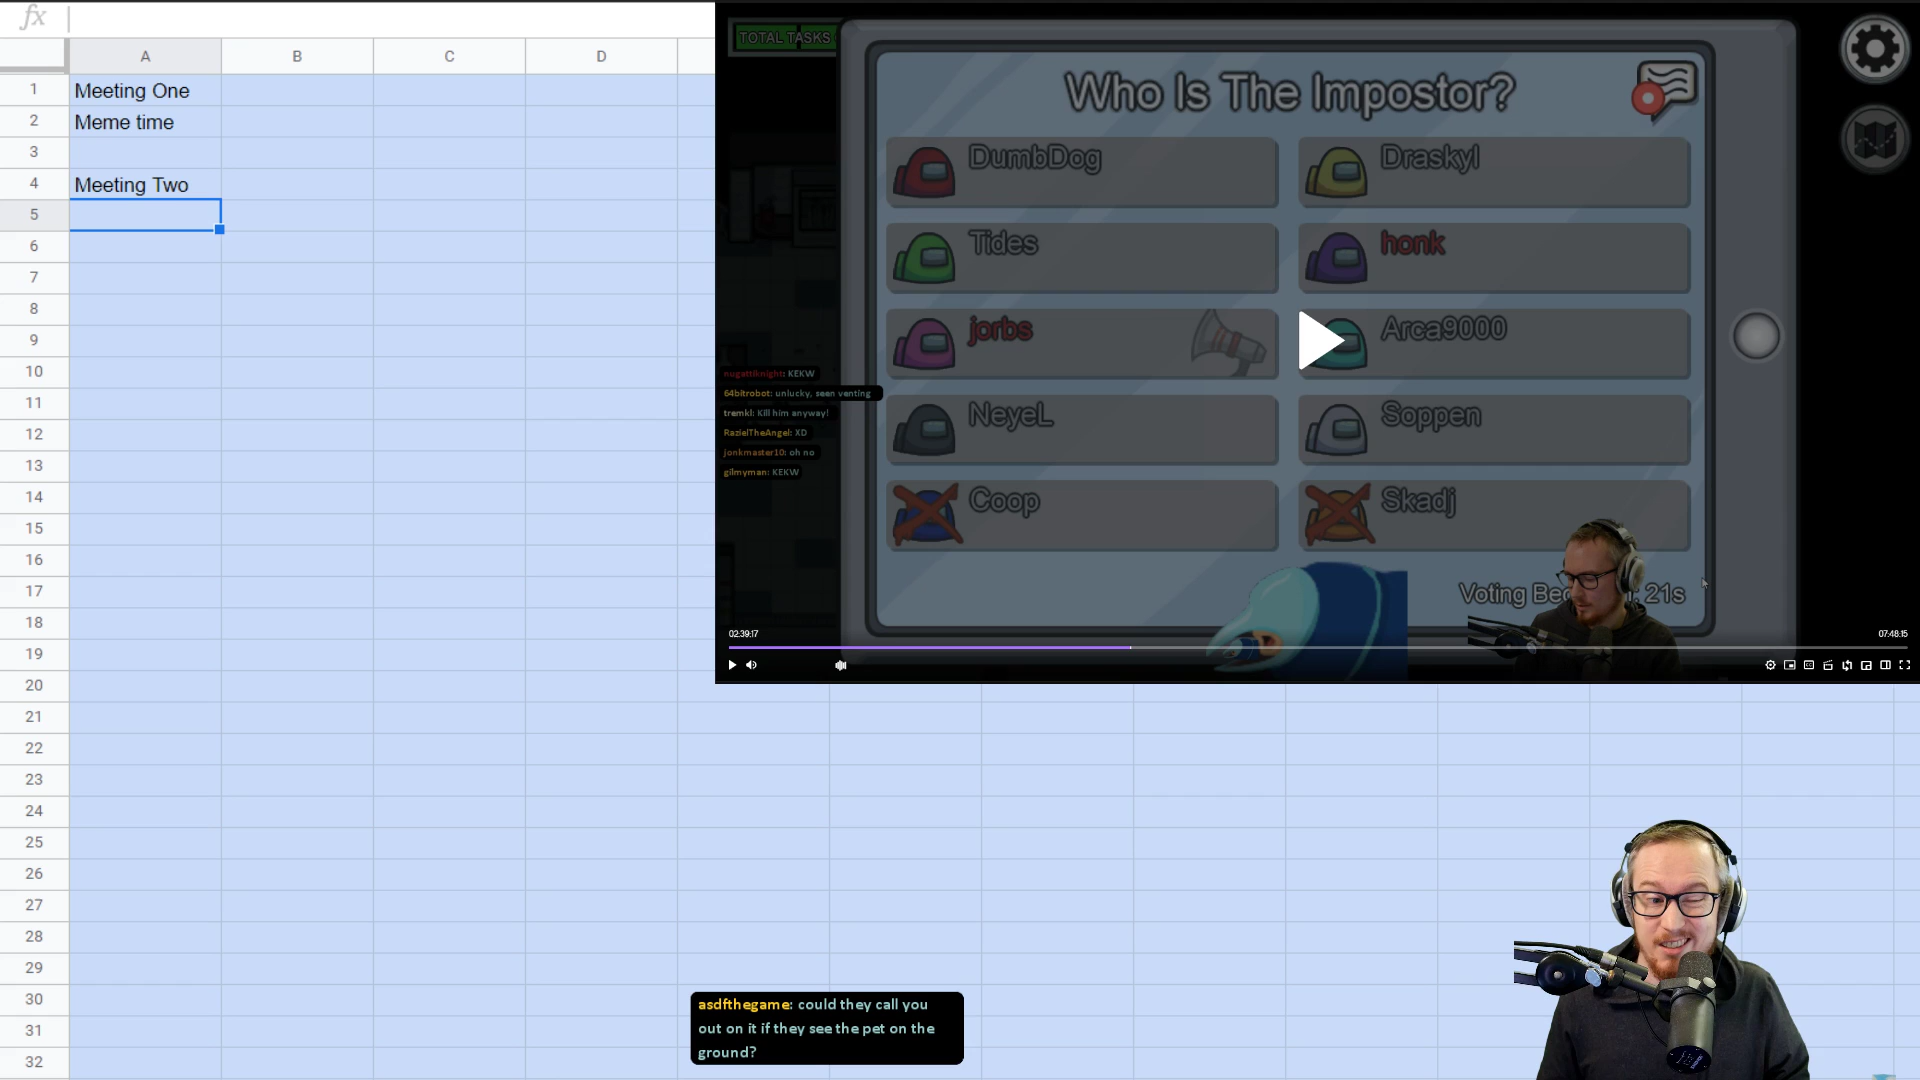 fx
A B C D
1 Meeting One
2 Meme time
3
4 Meeting Two
5
6
7
8
9
10
11
12
13
14
15
16
17
18
19
20
21
22
23
24
25
26
27
28
29
30
31
32
TOTAL TASKS
Who Is The Impostor?
DumbDog
Draskyl
Tides
honk
jorbs
Arca9000
NeyeL
Soppen
Coop
Skadj
nugattiknight: KEKW
64bitrobot: unlucky, seen venting
tremkl: Kill him anyway!
RazielTheAngel: XD
jonkmaster10: oh no
gilmyman: KEKW
Voting 21s
02:39:17
07:48:15
asdfthegame: could they call you
out on it if they see the pet on the
ground?